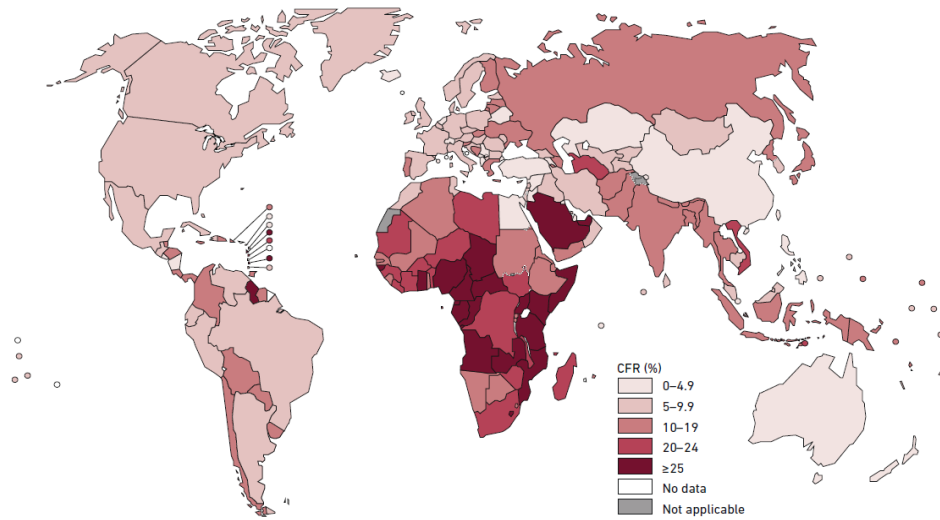 CFR (%)
0–4.9
5–9.9
10–19
20–24
≥25
No data
Not applicable